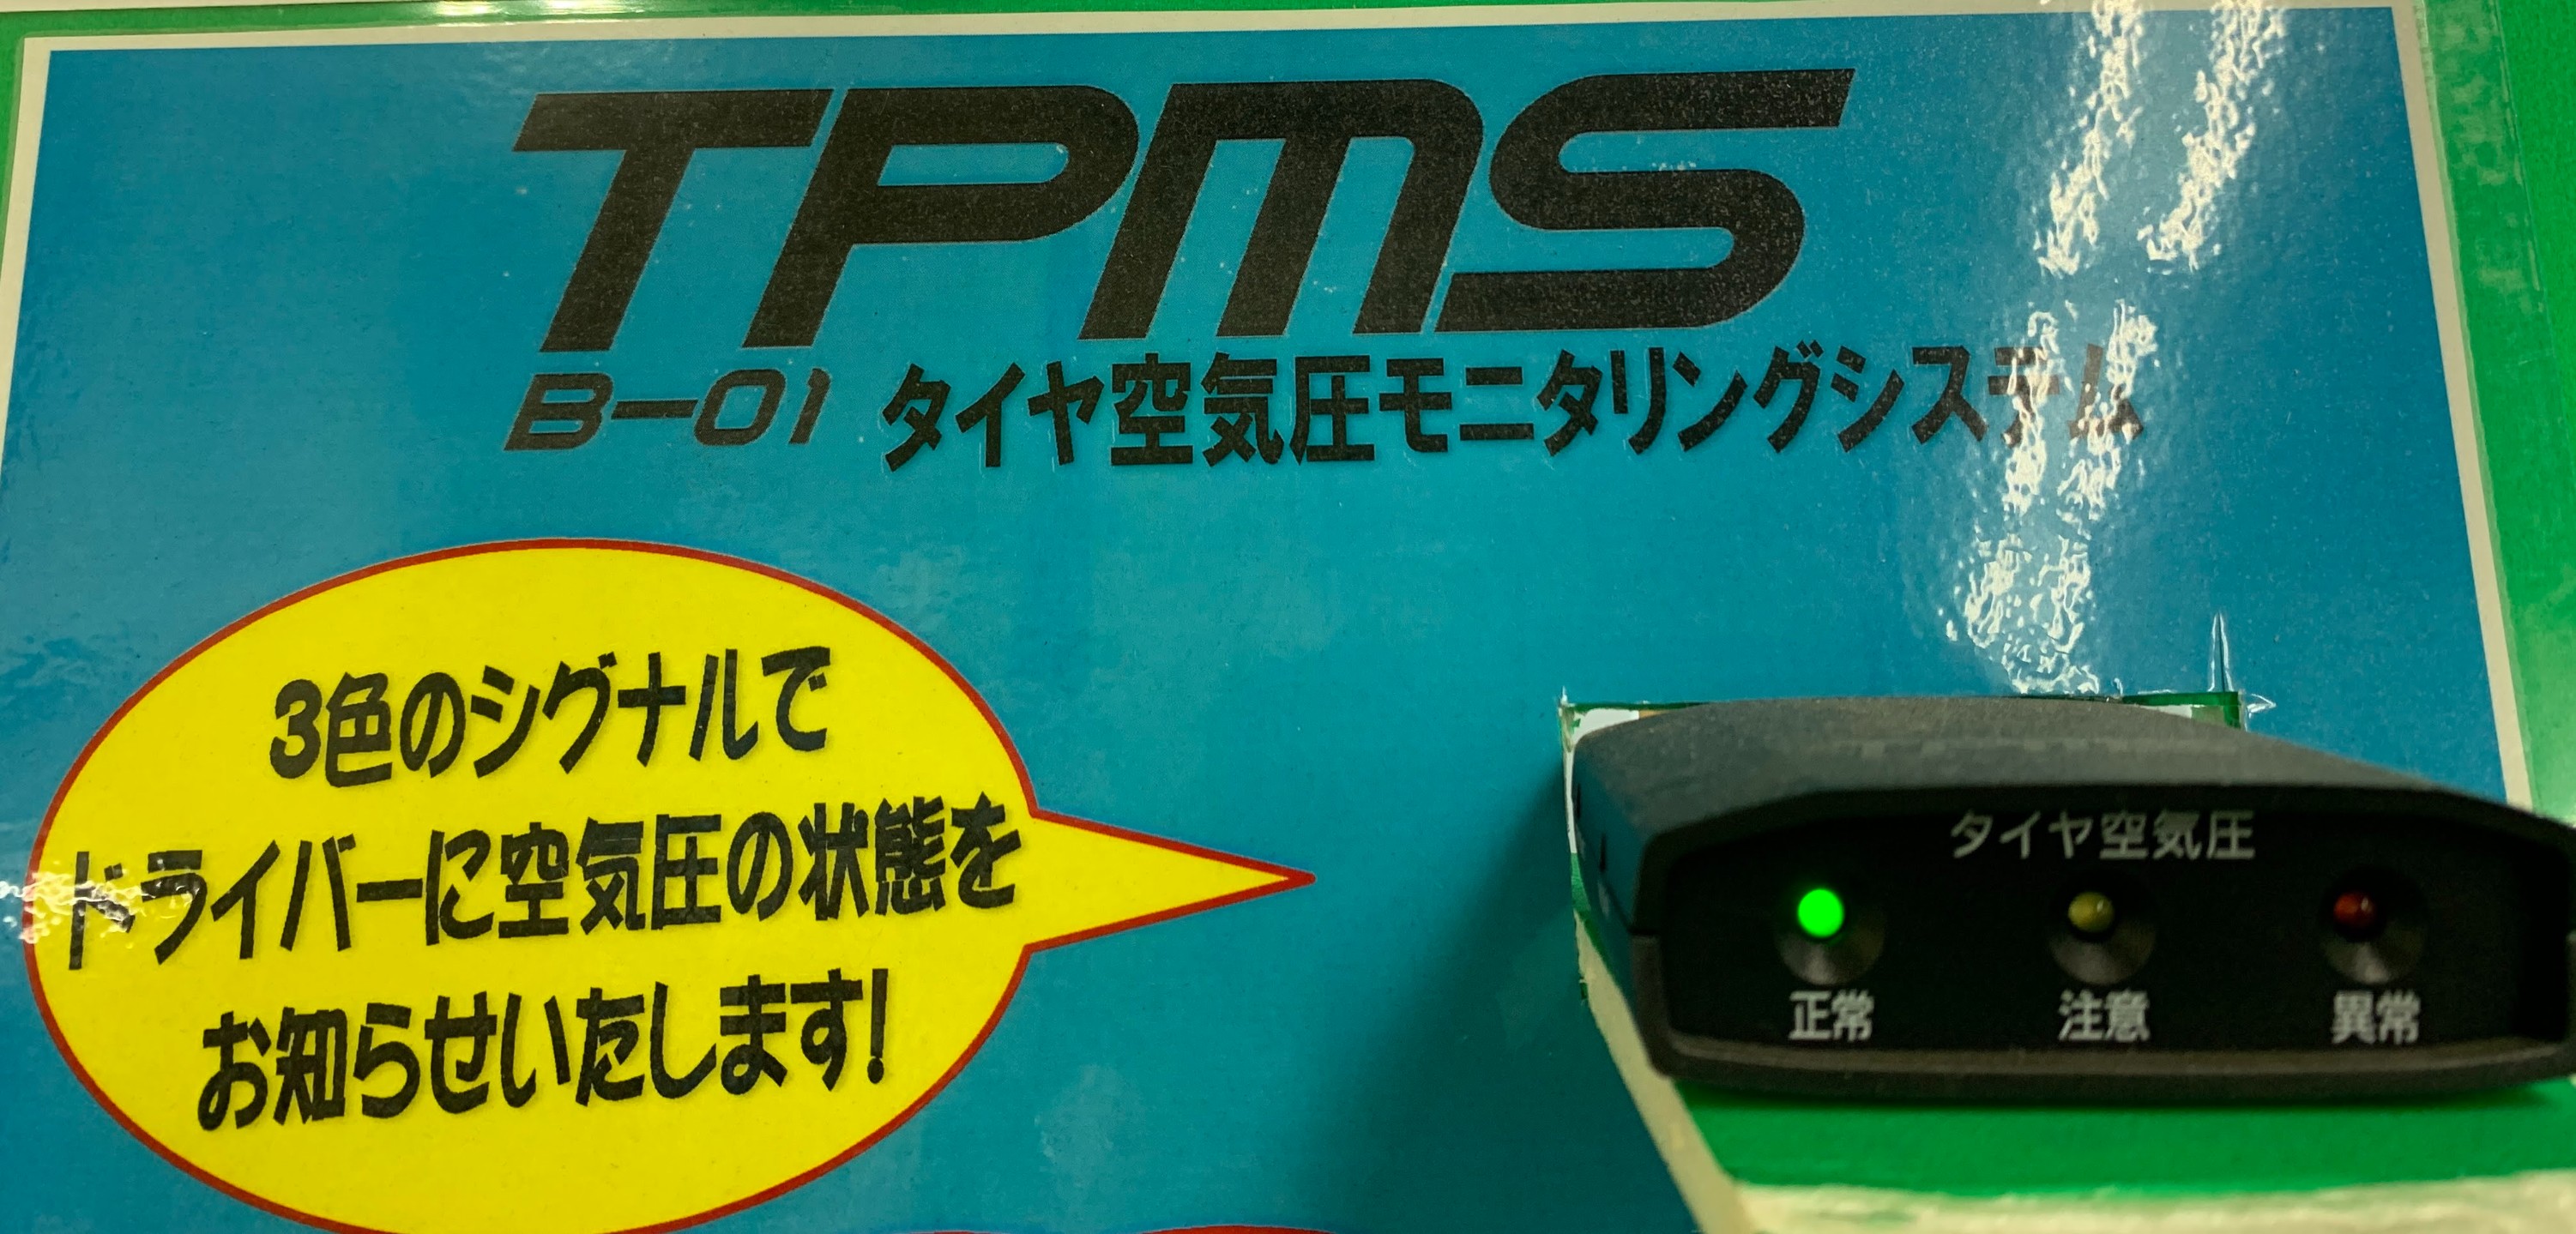 TPMS
B-01 タイヤ空気圧モニタリングシステム
3色のシグナルで
ドライバーに空気圧の状態を
お知らせいたします!
タイヤ空気圧
正常 注意 異常